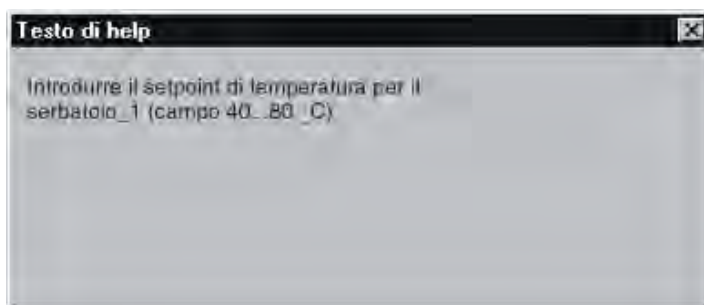 Testo di help
Introdurre il setpoint di temperatura per il
serbatoio_1 (campo 40...80 _C)